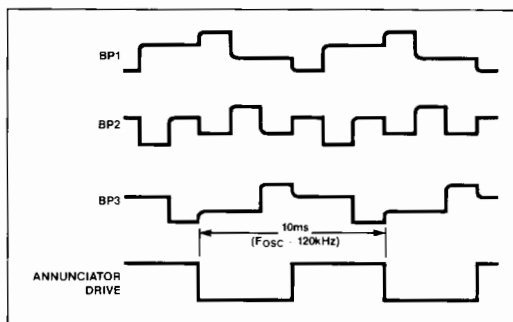 BP1
BP2
BP3
10ms
(FOSC · 120kHz)
ANNUNCIATOR
DRIVE